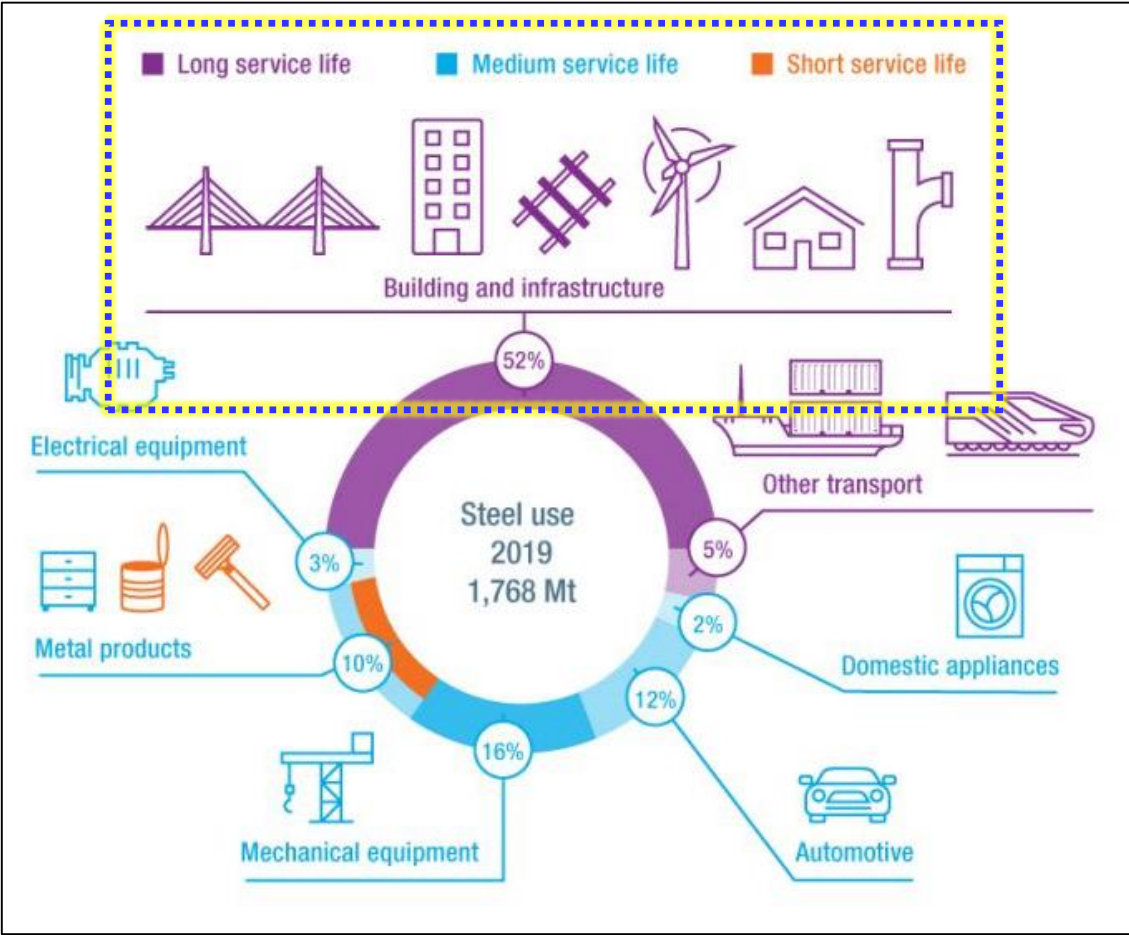 Long service life
Medium service life
Short service life
Building and infrastructure
52%
Electrical equipment
Other transport
Steel use
2019
1,768 Mt
3%
5%
Metal products
2%
Domestic appliances
10%
12%
16%
Mechanical equipment
Automotive